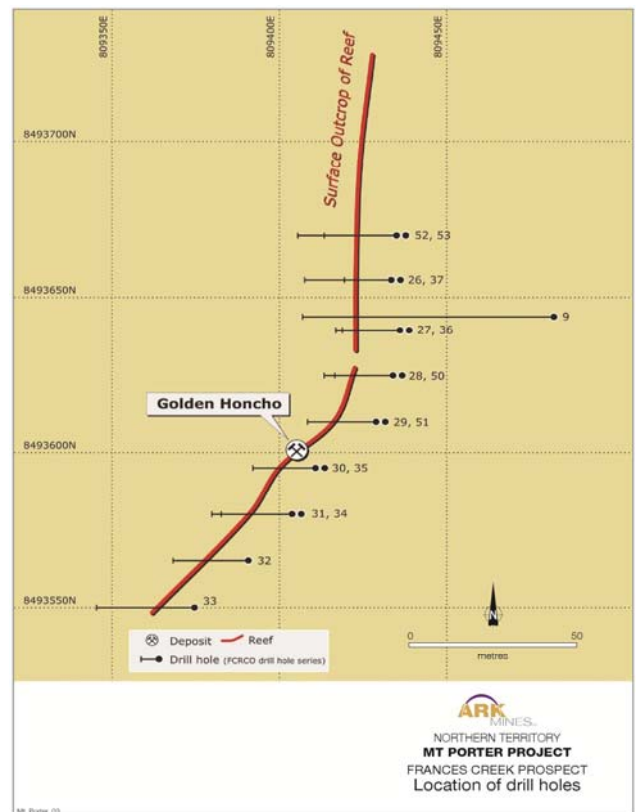 809350E
809400E
809450E
Surface Outcrop of Reef
8493700N
52, 53
26, 37
8493650N
9
27, 36
28, 50
Golden Honcho
29, 51
8493600N
30, 35
31, 34
32
33
8493550N
N
Deposit Reef
Drill hole (FCRCO drill hole series)
0 50
metres
ARK
MINES
NORTHERN TERRITORY
MT PORTER PROJECT
FRANCES CREEK PROSPECT
Location of drill holes
Mt Porter_03